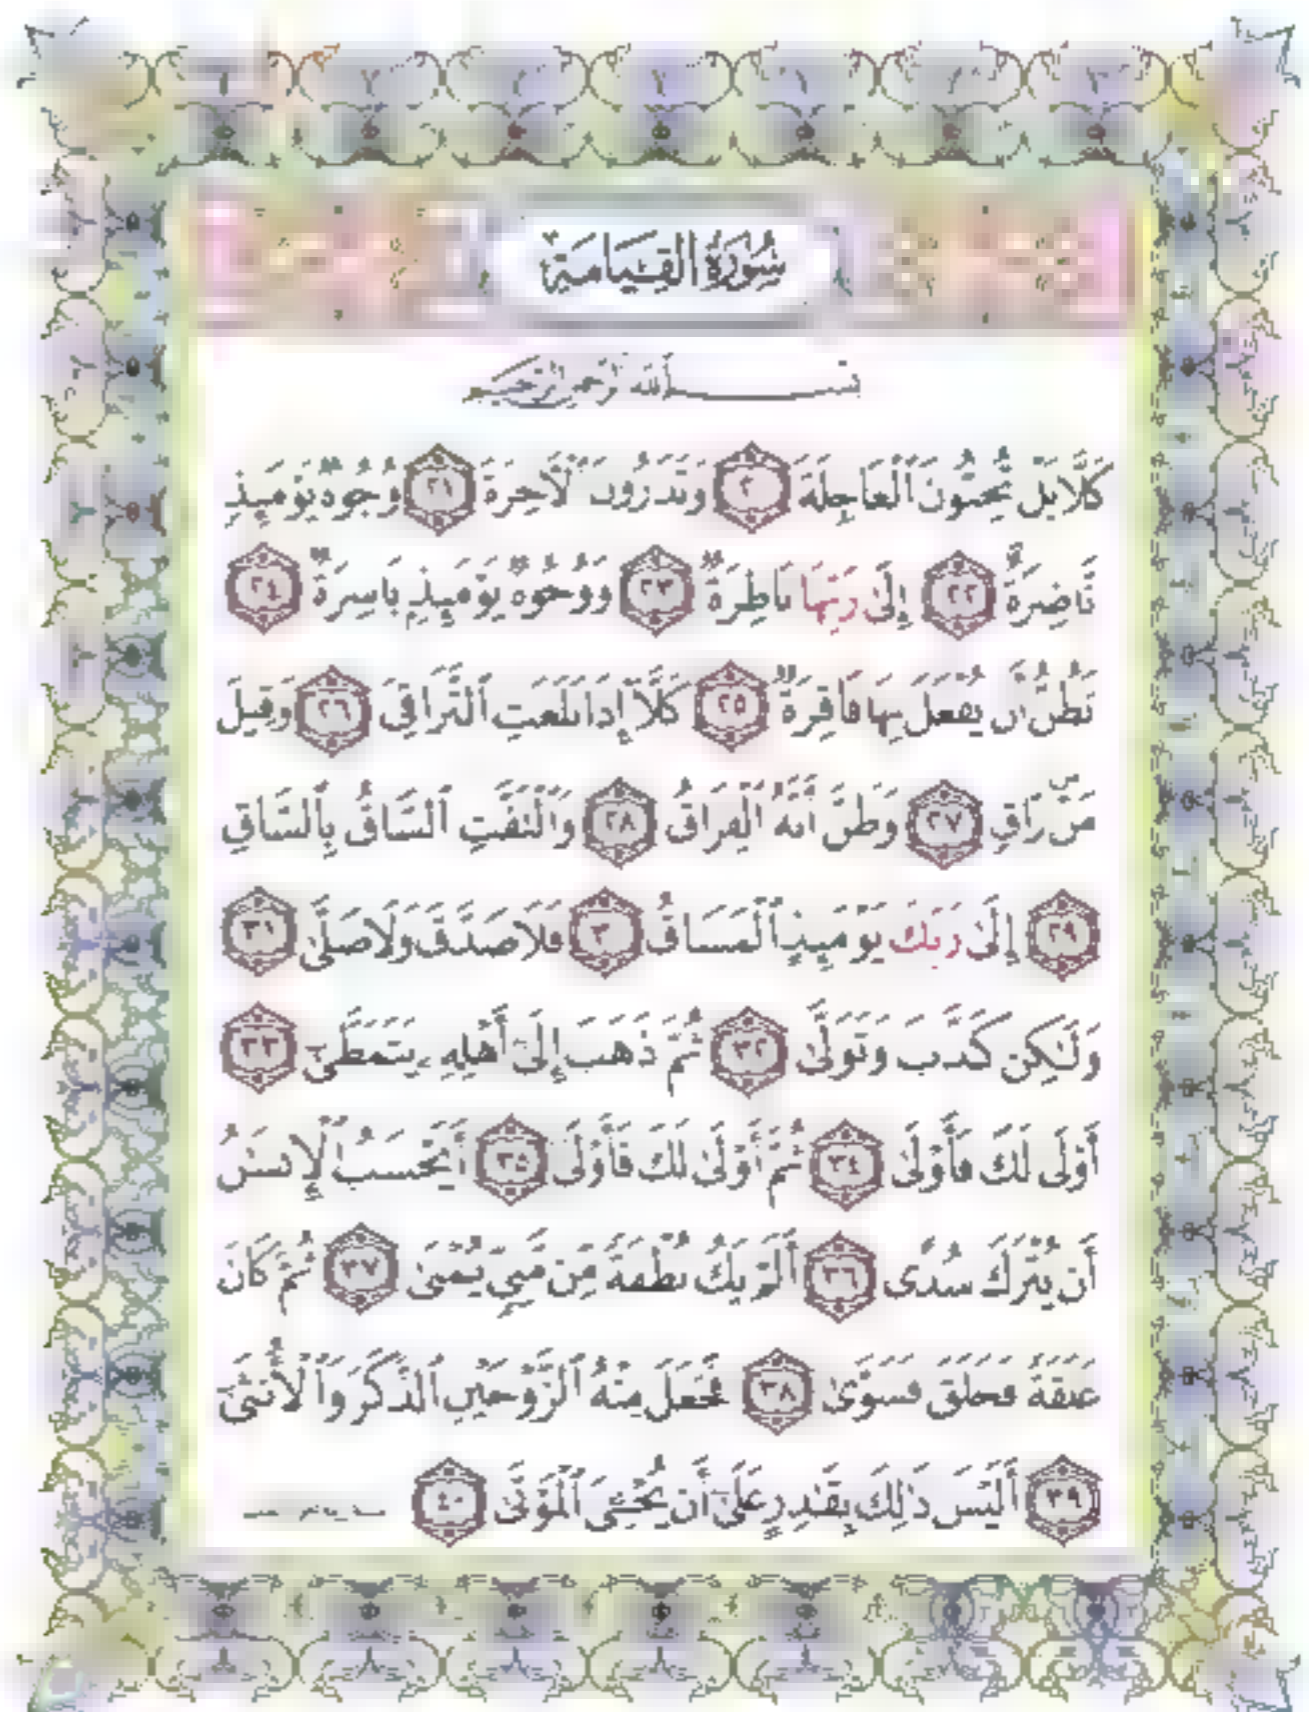 سُورَةُ القِيَامَة
بِسْمِ ٱللَّهِ ٱلرَّحْمَٰنِ ٱلرَّحِيمِ
كَلَّا بَلْ تُحِبُّونَ ٱلْعَاجِلَةَ ٢٠ وَتَذَرُونَ ٱلْآخِرَةَ ٢١ وُجُوهٌ يَوْمَئِذٍ
نَّاضِرَةٌ ٢٢ إِلَىٰ رَبِّهَا نَاظِرَةٌ ٢٣ وَوُجُوهٌ يَوْمَئِذٍ بَاسِرَةٌ ٢٤
تَظُنُّ أَن يُفْعَلَ بِهَا فَاقِرَةٌ ٢٥ كَلَّآ إِذَا بَلَغَتِ ٱلتَّرَاقِىَ ٢٦ وَقِيلَ
مَنْ رَاقٍ ٢٧ وَظَنَّ أَنَّهُ ٱلْفِرَاقُ ٢٨ وَٱلْتَفَّتِ ٱلسَّاقُ بِٱلسَّاقِ
٢٩ إِلَىٰ رَبِّكَ يَوْمَئِذٍ ٱلْمَسَاقُ ٣٠ فَلَا صَدَّقَ وَلَا صَلَّىٰ ٣١
وَلَٰكِن كَذَّبَ وَتَوَلَّىٰ ٣٢ ثُمَّ ذَهَبَ إِلَىٰٓ أَهْلِهِۦ يَتَمَطَّىٰٓ ٣٣
أَوْلَىٰ لَكَ فَأَوْلَىٰ ٣٤ ثُمَّ أَوْلَىٰ لَكَ فَأَوْلَىٰٓ ٣٥ أَيَحْسَبُ ٱلْإِنسَٰنُ
أَن يُتْرَكَ سُدًى ٣٦ أَلَمْ يَكُ نُطْفَةً مِّن مَّنِىٍّ يُمْنَىٰ ٣٧ ثُمَّ كَانَ
عَلَقَةً فَخَلَقَ فَسَوَّىٰ ٣٨ فَجَعَلَ مِنْهُ ٱلزَّوْجَيْنِ ٱلذَّكَرَ وَٱلْأُنثَىٰٓ
٣٩ أَلَيْسَ ذَٰلِكَ بِقَٰدِرٍ عَلَىٰٓ أَن يُحْۦِىَ ٱلْمَوْتَىٰ ٤٠